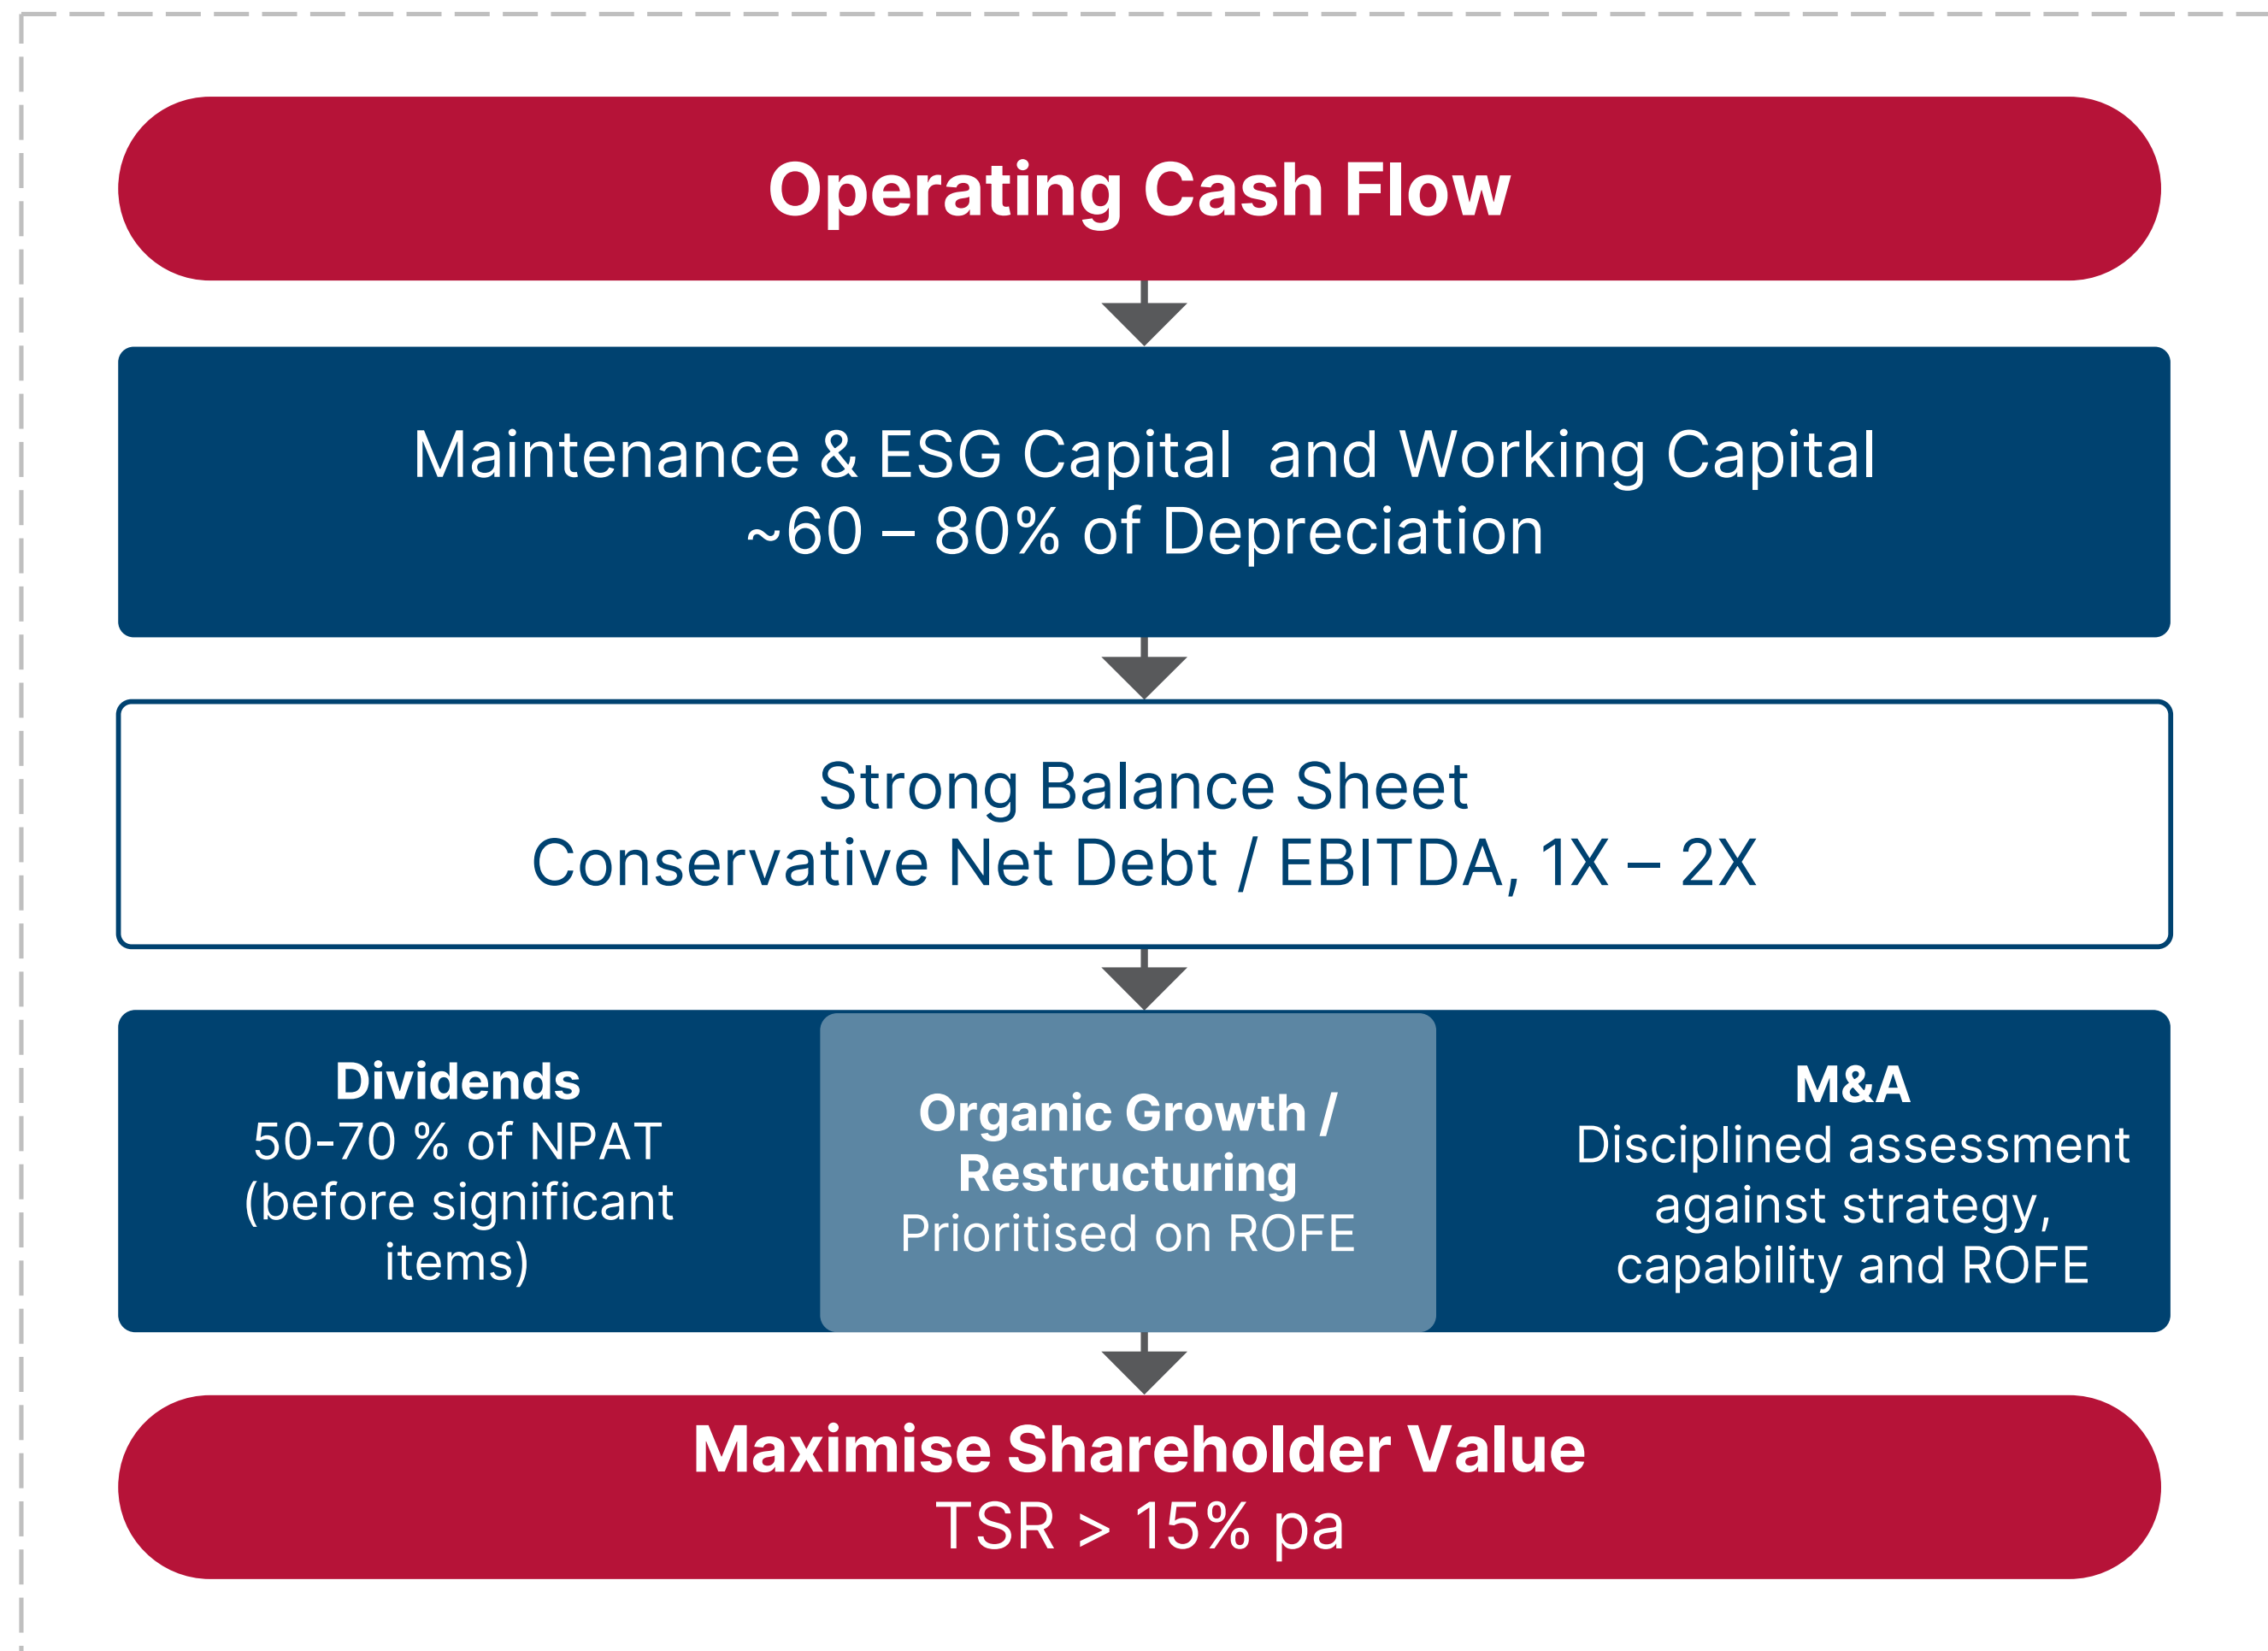 Operating Cash Flow
Maintenance & ESG Capital  and Working Capital
~60 – 80% of Depreciation
Strong Balance Sheet
Conservative Net Debt / EBITDA, 1X – 2X
Dividends
50-70 % of NPAT
(before significant
items)
Organic Growth /
Restructuring
Prioritised on ROFE
M&A
Disciplined assessment
against strategy,
capability and ROFE
Maximise Shareholder Value
TSR > 15% pa